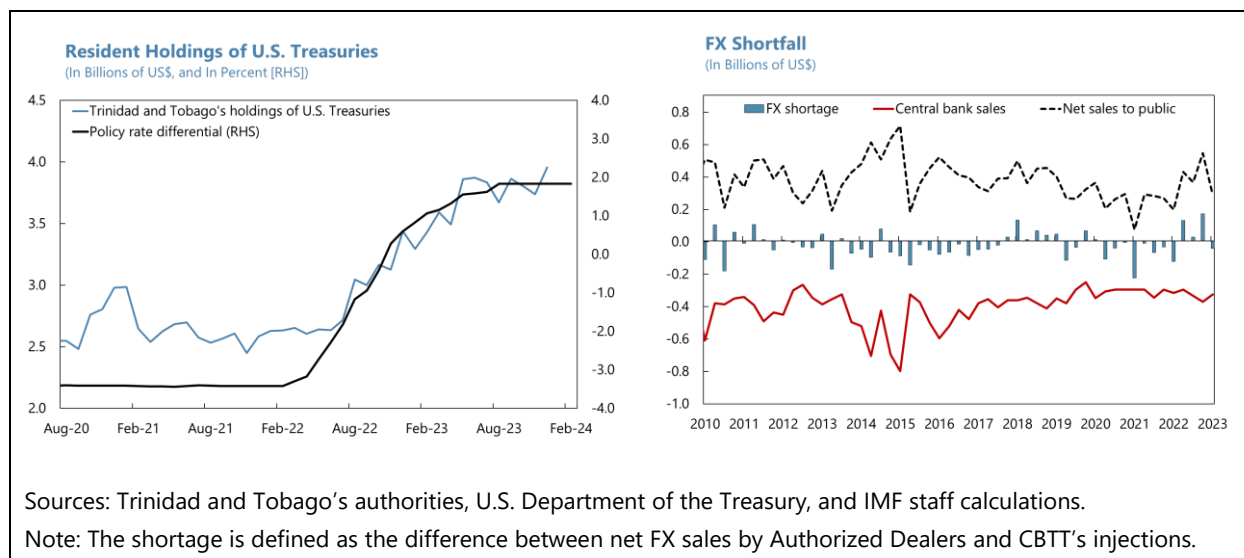 Resident Holdings of U.S. Treasuries
(In Billions of US$, and In Percent [RHS])
4.5
4.0
3.5
3.0
2.5
2.0
Trinidad and Tobago's holdings of U.S. Treasuries
Policy rate differential (RHS)
4.0
3.0
2.0
1.0
0.0
-1.0
-2.0
-3.0
-4.0
Aug-20 Feb-21 Aug-21 Feb-22 Aug-22 Feb-23 Aug-23 Feb-24
FX Shortfall
(In Billions of US$)
FX shortage Central bank sales Net sales to public
0.8
0.6
0.4
0.2
0.0
-0.2
-0.4
-0.6
-0.8
-1.0
2010 2011 2012 2013 2014 2015 2016 2017 2018 2019 2020 2021 2022 2023
Sources: Trinidad and Tobago's authorities, U.S. Department of the Treasury, and IMF staff calculations.
Note: The shortage is defined as the difference between net FX sales by Authorized Dealers and CBTT's injections.